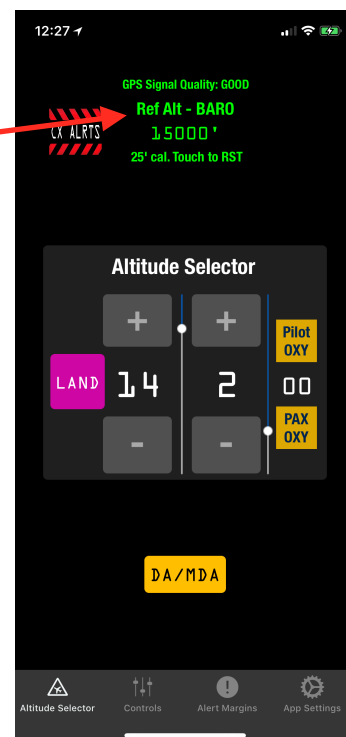 12:27
GPS Signal Quality: GOOD
Ref Alt - BARO
CX ALRTS
15000'
25' cal. Touch to RST
Altitude Selector
+ +
Pilot
OXY
LAND 14 2 00
PAX
OXY
- -
DA/MDA
Altitude Selector Controls Alert Margins App Settings